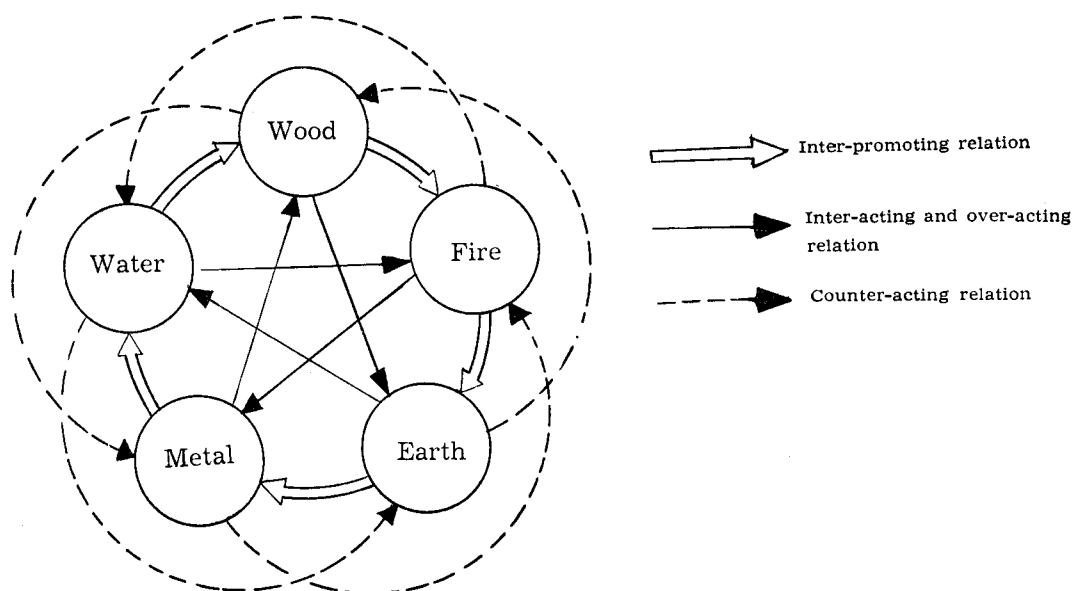 Wood
Fire
Water
Metal
Earth
Inter-promoting relation
Inter-acting and over-acting
relation
Counter-acting relation